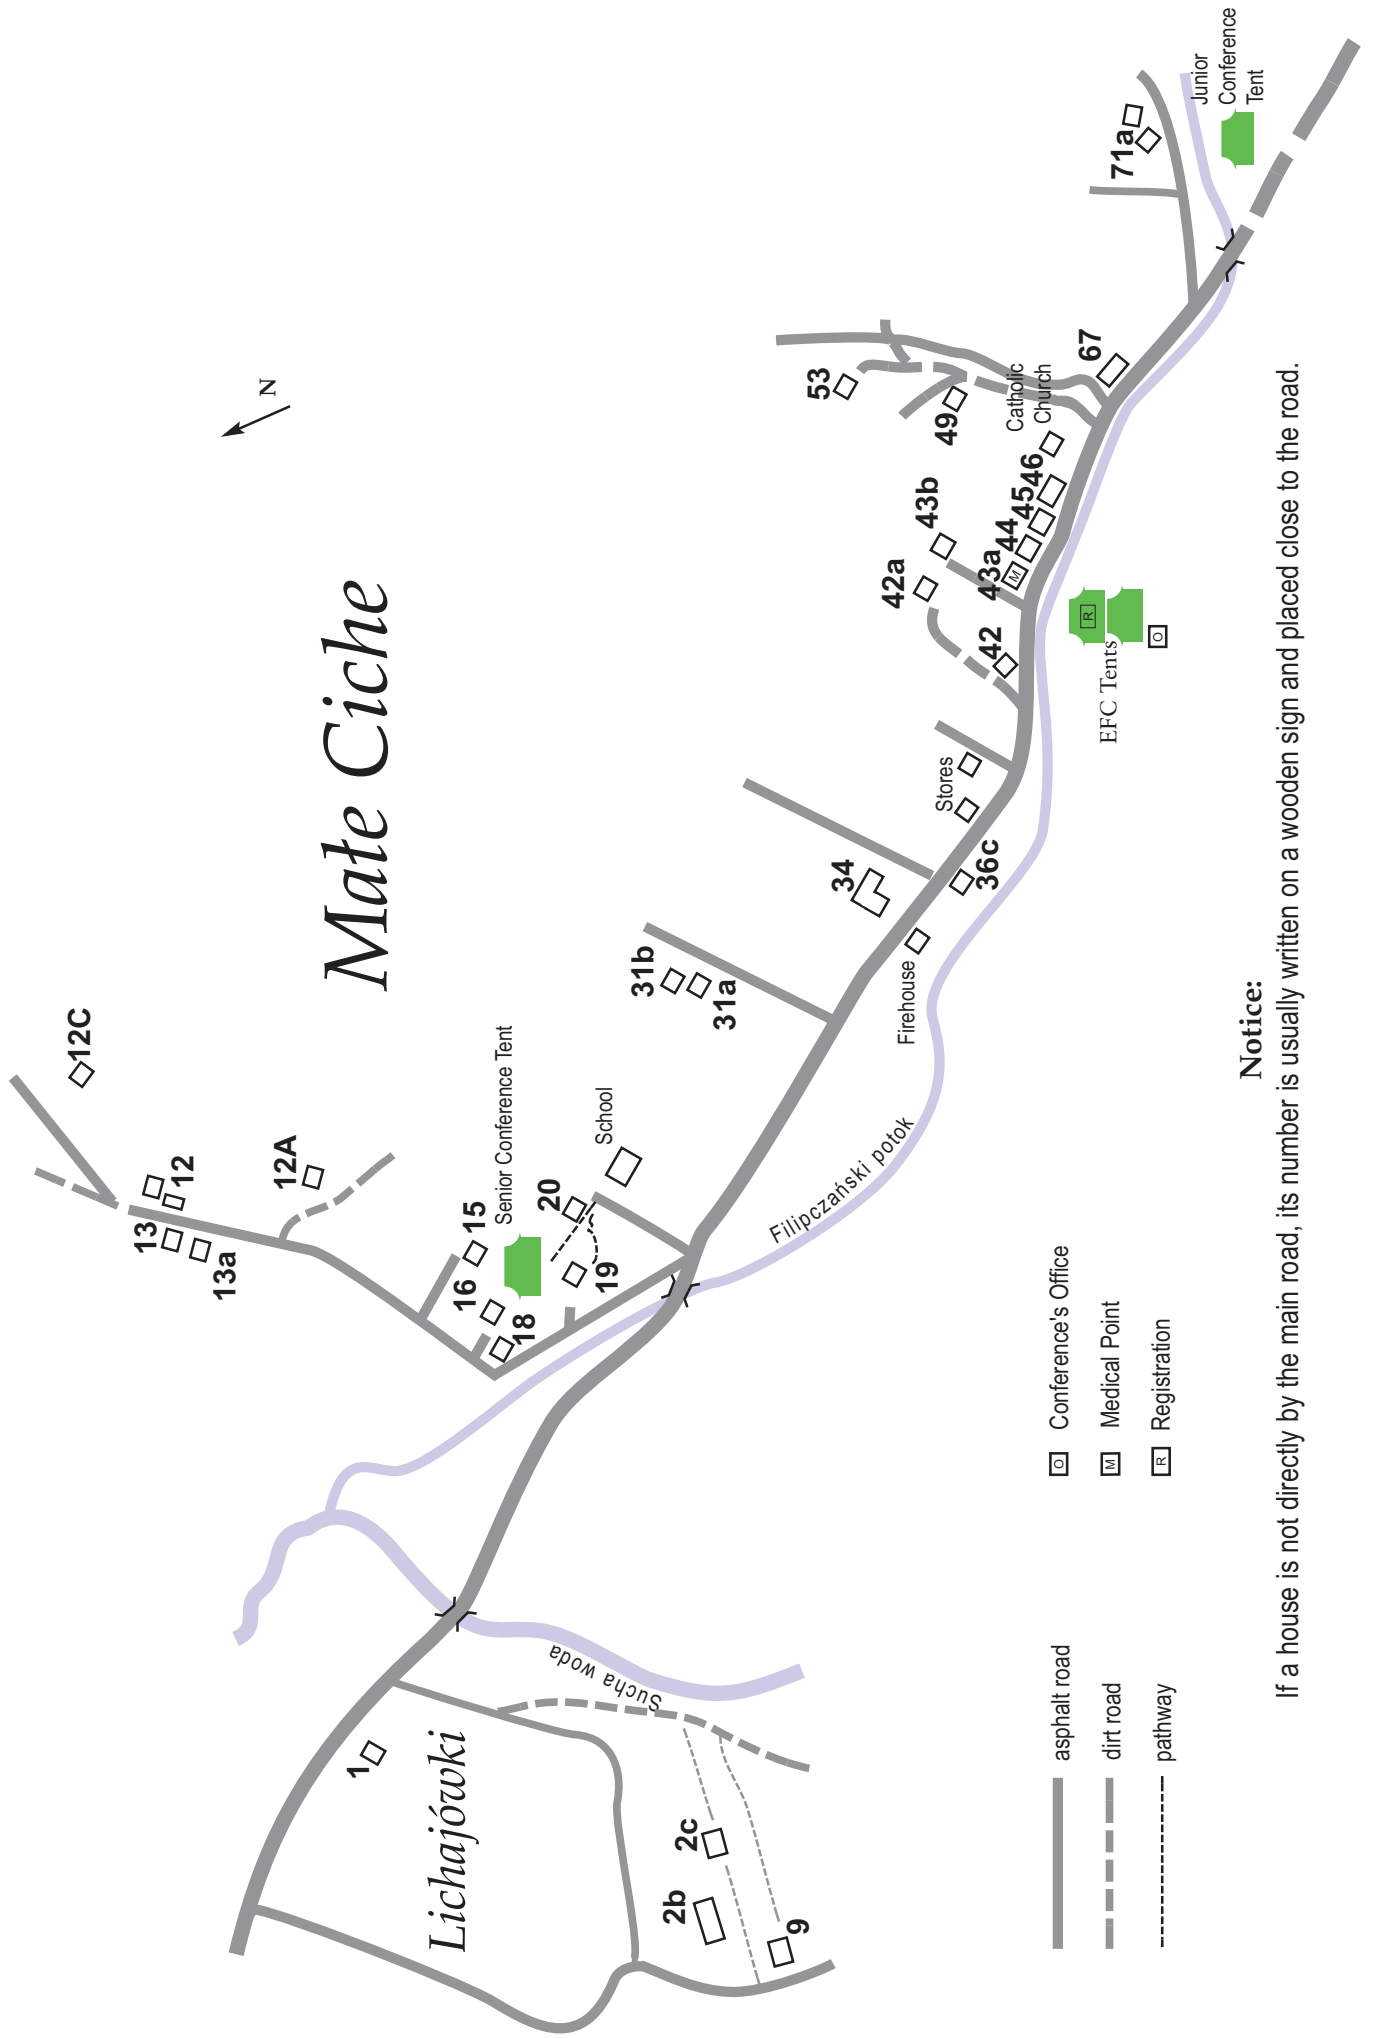 Małe Ciche
N
Lichajówki
1
2b
2c
9
Sucha woda
12C
12
13
13a
12A
15
16
18
Senior Conference Tent
20
19
School
Filipczański potok
31b
31a
Firehouse
34
36c
Stores
42
42a
43b
43a
M
44
45
46
R
EFC Tents
O
Catholic
Church
49
53
67
71a
Junior
Conference
Tent
asphalt road
dirt road
pathway
O Conference's Office
M Medical Point
R Registration
Notice:
If a house is not directly by the main road, its number is usually written on a wooden sign and placed close to the road.